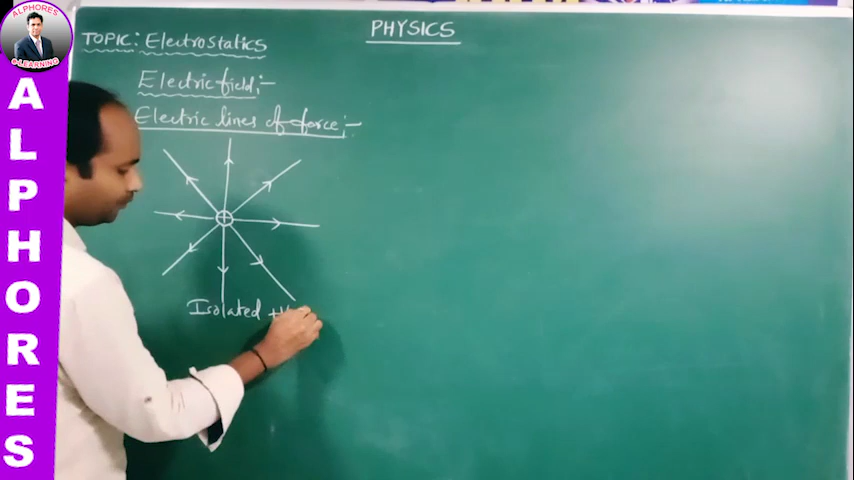 ALPHORES
e-LEARNING
ALPHORES
PHYSICS
TOPIC: Electrostatics
Electric field:-
Electric lines of force:-
+
Isolated